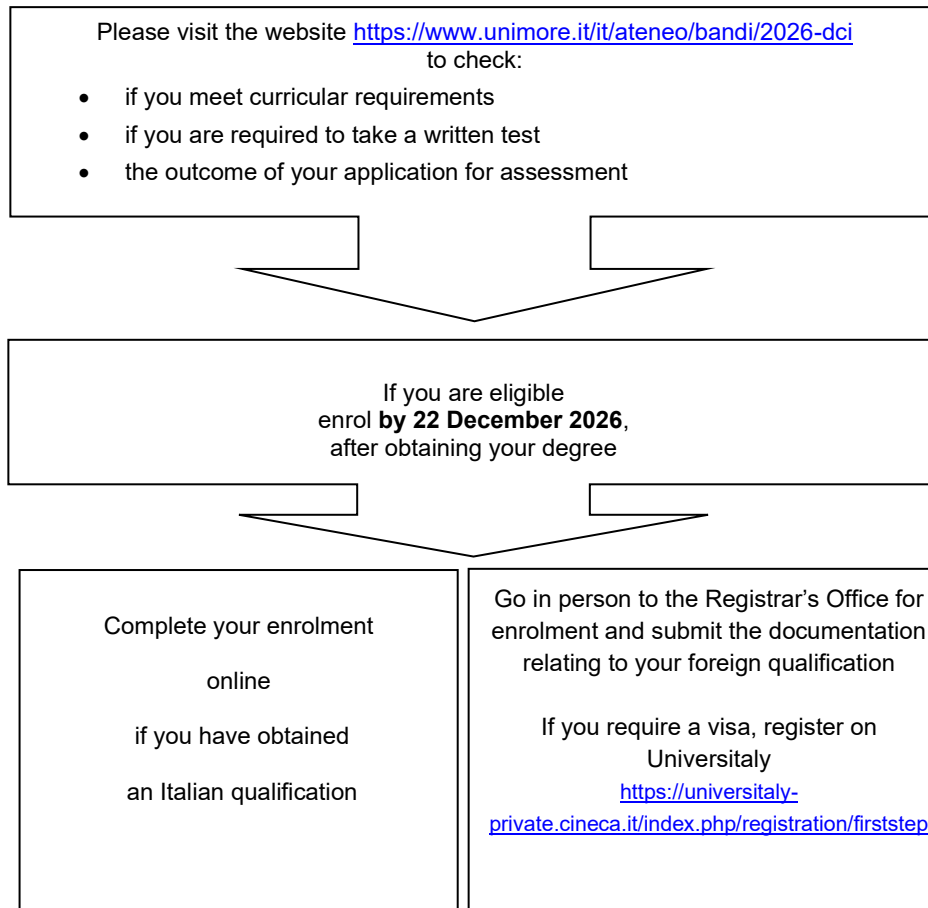 Please visit the website https://www.unimore.it/it/ateneo/bandi/2026-dci
to check:
• if you meet curricular requirements
• if you are required to take a written test
• the outcome of your application for assessment
If you are eligible
enrol by 22 December 2026,
after obtaining your degree
Complete your enrolment
online
if you have obtained
an Italian qualification
Go in person to the Registrar’s Office for
enrolment and submit the documentation
relating to your foreign qualification
If you require a visa, register on
Universitaly
https://universitaly-
private.cineca.it/index.php/registration/firststep